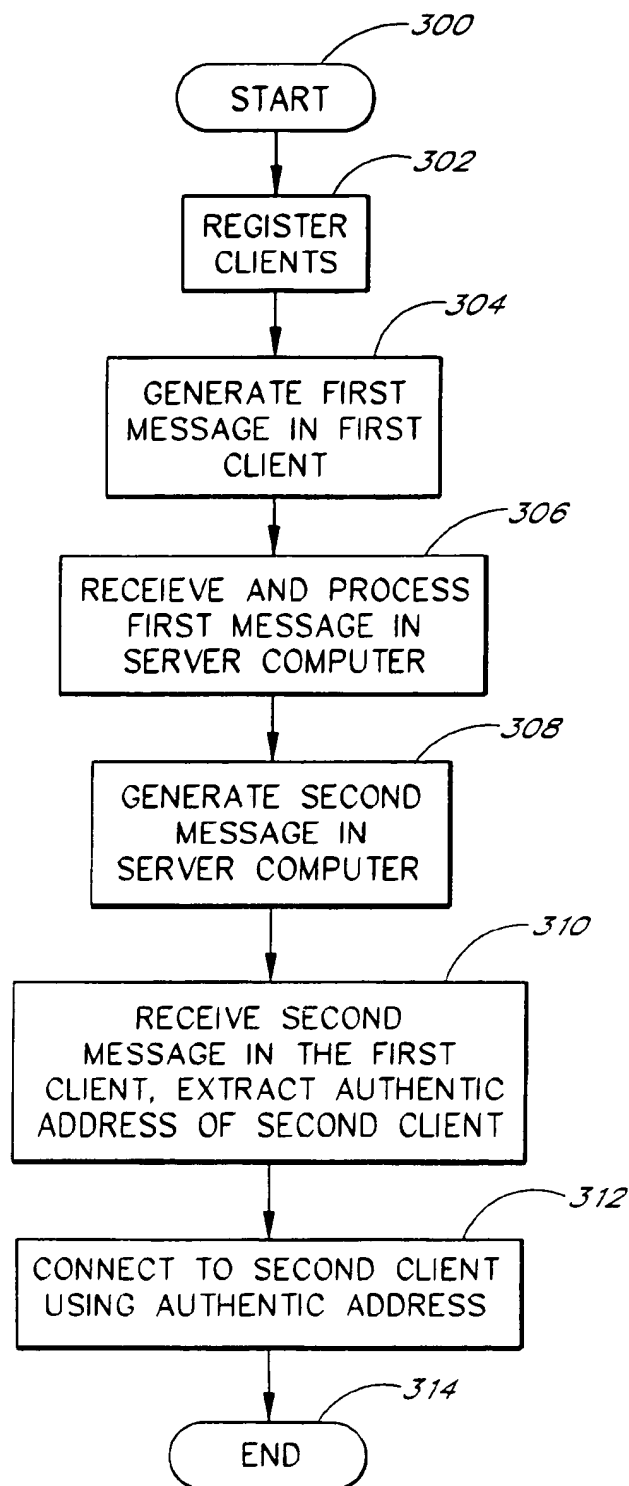 300
START
302
REGISTER
CLIENTS
304
GENERATE FIRST
MESSAGE IN FIRST
CLIENT
306
RECEIEVE AND PROCESS
FIRST MESSAGE IN
SERVER COMPUTER
308
GENERATE SECOND
MESSAGE IN
SERVER COMPUTER
310
RECEIVE SECOND
MESSAGE IN THE FIRST
CLIENT, EXTRACT AUTHENTIC
ADDRESS OF SECOND CLIENT
312
CONNECT TO SECOND CLIENT
USING AUTHENTIC ADDRESS
314
END